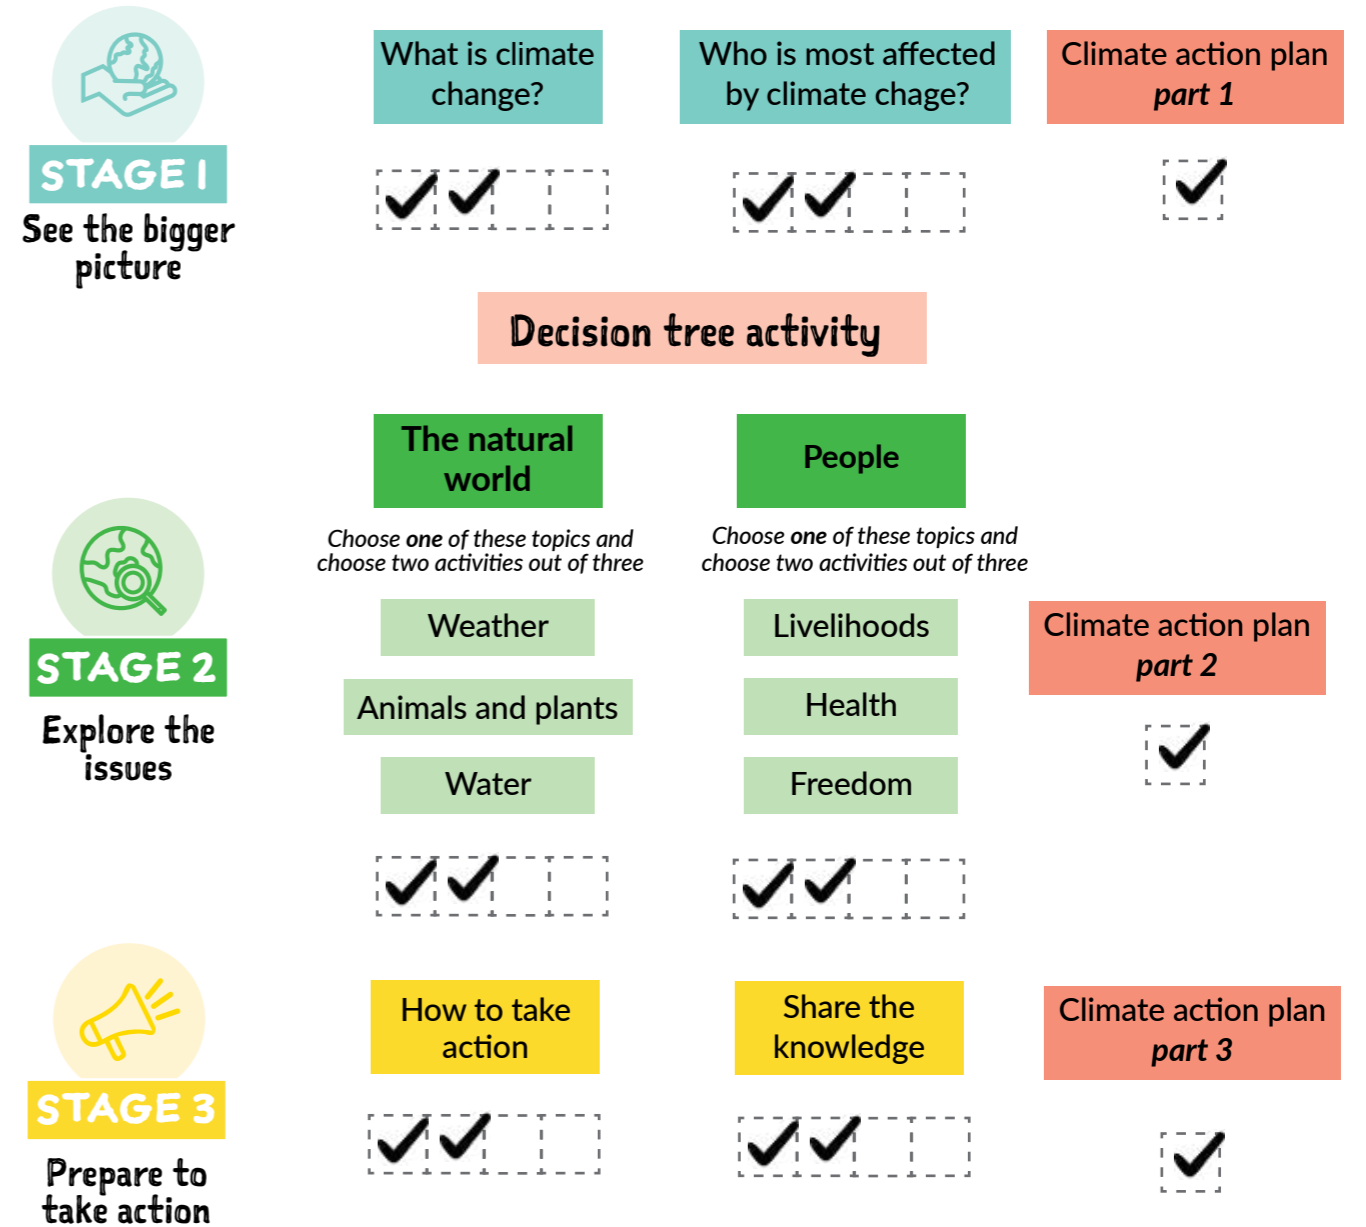 STAGE 1
See the bigger
picture
What is climate
change?
Who is most affected
by climate chage?
Climate action plan
part 1
Decision tree activity
STAGE 2
Explore the
issues
The natural
world
Choose one of these topics and
choose two activities out of three
Weather
Animals and plants
Water
People
Choose one of these topics and
choose two activities out of three
Livelihoods
Health
Freedom
Climate action plan
part 2
STAGE 3
Prepare to
take action
How to take
action
Share the
knowledge
Climate action plan
part 3